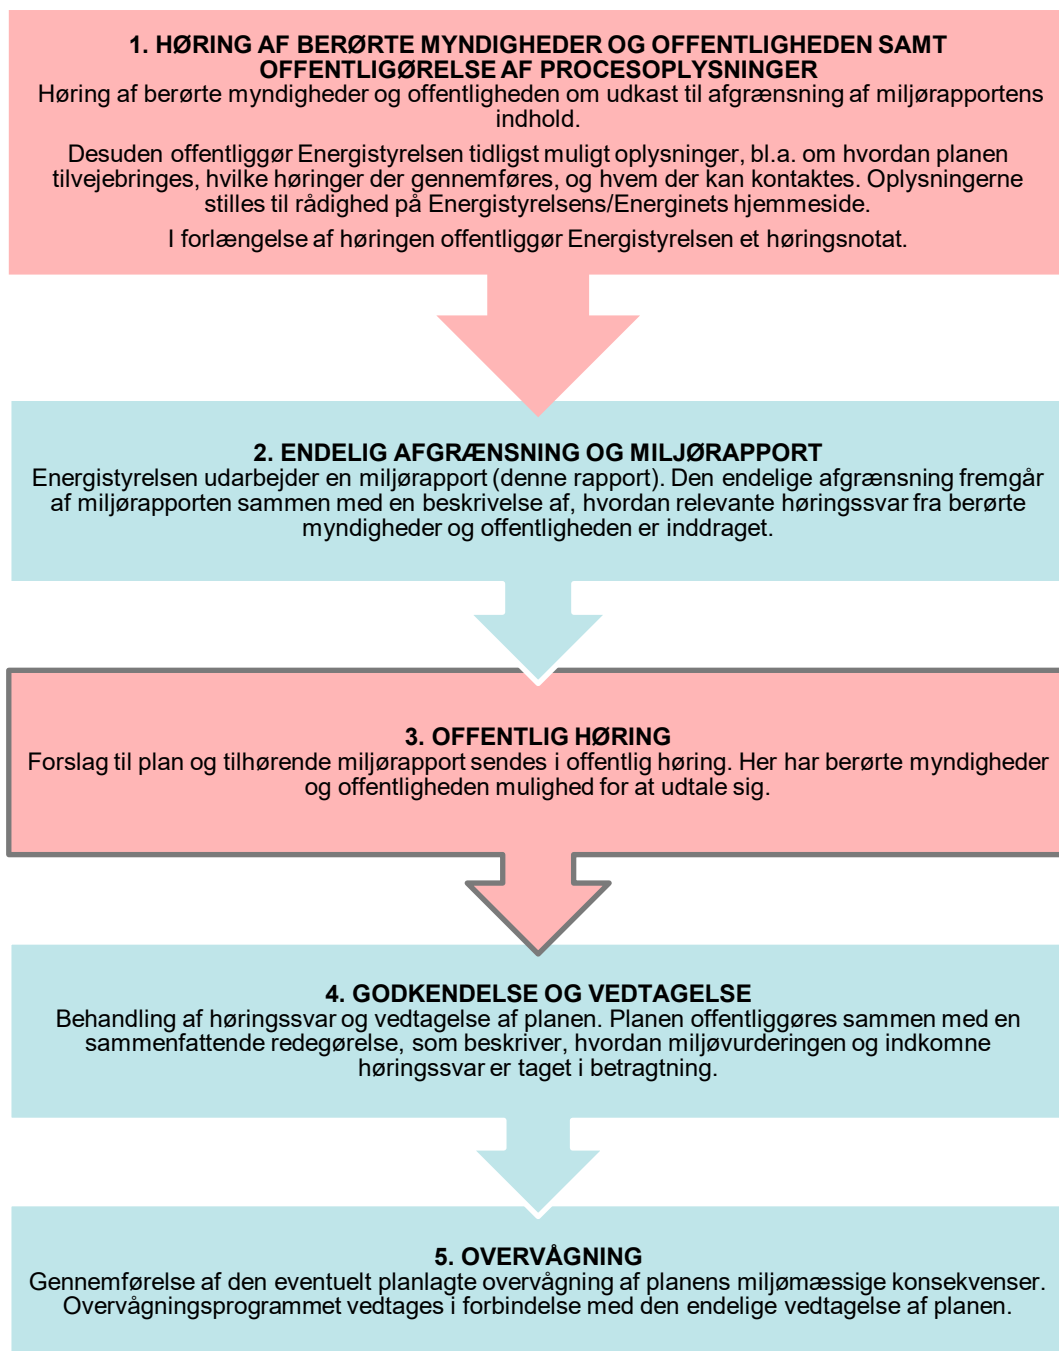 1. HØRING AF BERØRTE MYNDIGHEDER OG OFFENTLIGHEDEN SAMT
OFFENTLIGØRELSE AF PROCESOPLYSNINGER
Høring af berørte myndigheder og offentligheden om udkast til afgrænsning af miljørapportens
indhold.
Desuden offentliggør Energistyrelsen tidligst muligt oplysninger, bl.a. om hvordan planen
tilvejebringes, hvilke høringer der gennemføres, og hvem der kan kontaktes. Oplysningerne
stilles til rådighed på Energistyrelsens/Energinets hjemmeside.
I forlængelse af høringen offentliggør Energistyrelsen et høringsnotat.
2. ENDELIG AFGRÆNSNING OG MILJØRAPPORT
Energistyrelsen udarbejder en miljørapport (denne rapport). Den endelige afgrænsning fremgår
af miljørapporten sammen med en beskrivelse af, hvordan relevante høringssvar fra berørte
myndigheder og offentligheden er inddraget.
3. OFFENTLIG HØRING
Forslag til plan og tilhørende miljørapport sendes i offentlig høring. Her har berørte myndigheder
og offentligheden mulighed for at udtale sig.
4. GODKENDELSE OG VEDTAGELSE
Behandling af høringssvar og vedtagelse af planen. Planen offentliggøres sammen med en
sammenfattende redegørelse, som beskriver, hvordan miljøvurderingen og indkomne
høringssvar er taget i betragtning.
5. OVERVÅGNING
Gennemførelse af den eventuelt planlagte overvågning af planens miljømæssige konsekvenser.
Overvågningsprogrammet vedtages i forbindelse med den endelige vedtagelse af planen.